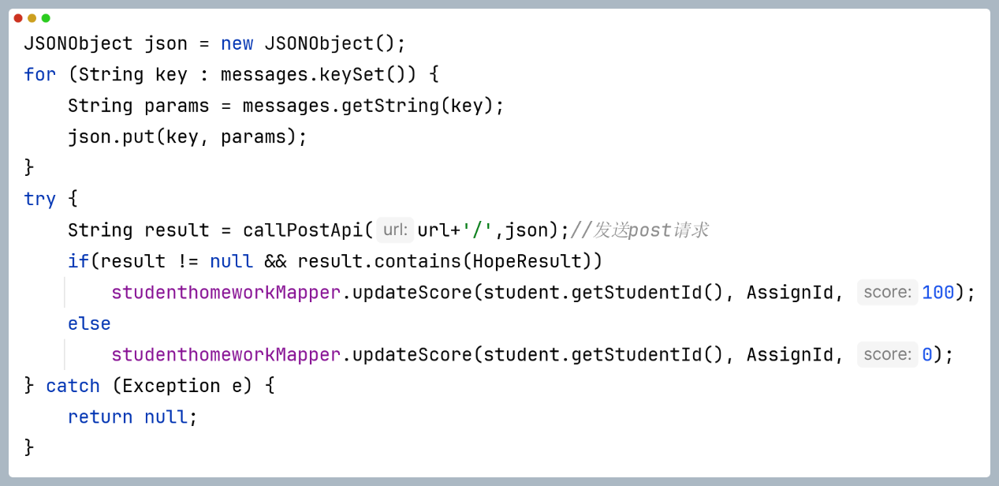 JSONObject json = new JSONObject();
for (String key : messages.keySet()) {
    String params = messages.getString(key);
    json.put(key, params);
}
try {
    String result = callPostApi( url: url+'/',json);//发送post请求
    if(result != null && result.contains(HopeResult))
        studenthomeworkMapper.updateScore(student.getStudentId(), AssignId, score: 100);
    else
        studenthomeworkMapper.updateScore(student.getStudentId(), AssignId, score: 0);
} catch (Exception e) {
    return null;
}